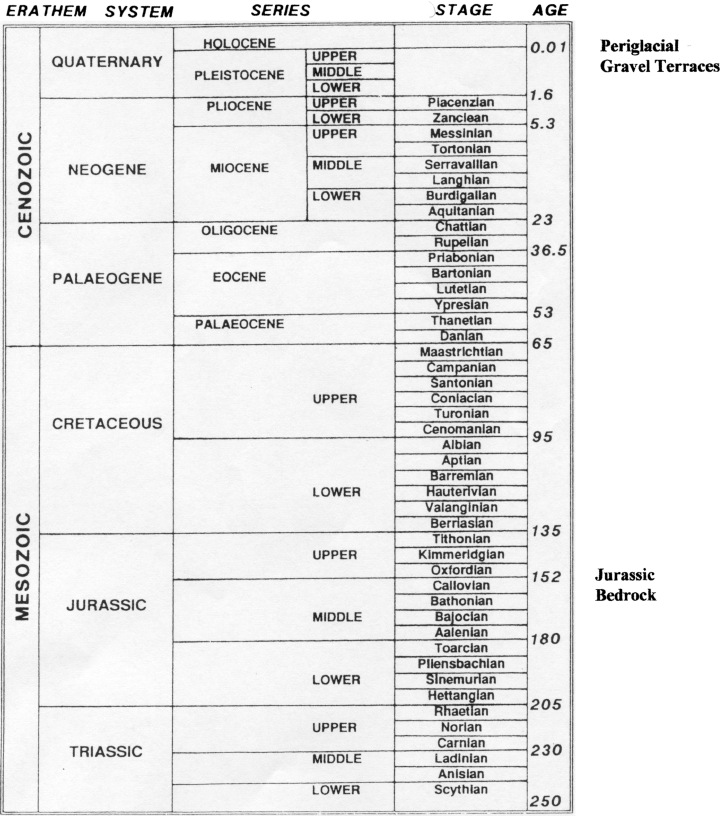 ERATHEM SYSTEM SERIES STAGE AGE
HOLOCENE 0.01
QUATERNARY UPPER
PLEISTOCENE MIDDLE
LOWER 1.6
PLIOCENE UPPER Piacenzian
LOWER Zanclean 5.3
UPPER Messinian
Tortonian
NEOGENE MIOCENE MIDDLE Serravallian
Langhian
LOWER Burdigalian
Aquitanian 23
CENOZOIC
OLIGOCENE Chattian
Rupelian 36.5
Priabonian
PALAEOGENE EOCENE Bartonian
Lutetian
Ypresian 53
PALAEOCENE Thanetian
Danian 65
Maastrichtian
Campanian
Santonian
UPPER Coniacian
Turonian
CRETACEOUS Cenomanian 95
Albian
Aptian
Barremian
LOWER Hauterivian
Valanginian
Berriasian 135
MESOZOIC
Tithonian
UPPER Kimmeridgian
Oxfordian 152
Callovian
JURASSIC Bathonian
MIDDLE Bajocian
Aalenian 180
Toarcian
Pliensbachian
LOWER Sinemurian
Hettangian 205
Rhaetian
UPPER Norian
Carnian 230
TRIASSIC MIDDLE Ladinian
Anisian
LOWER Scythian 250
Periglacial
Gravel Terraces
Jurassic
Bedrock